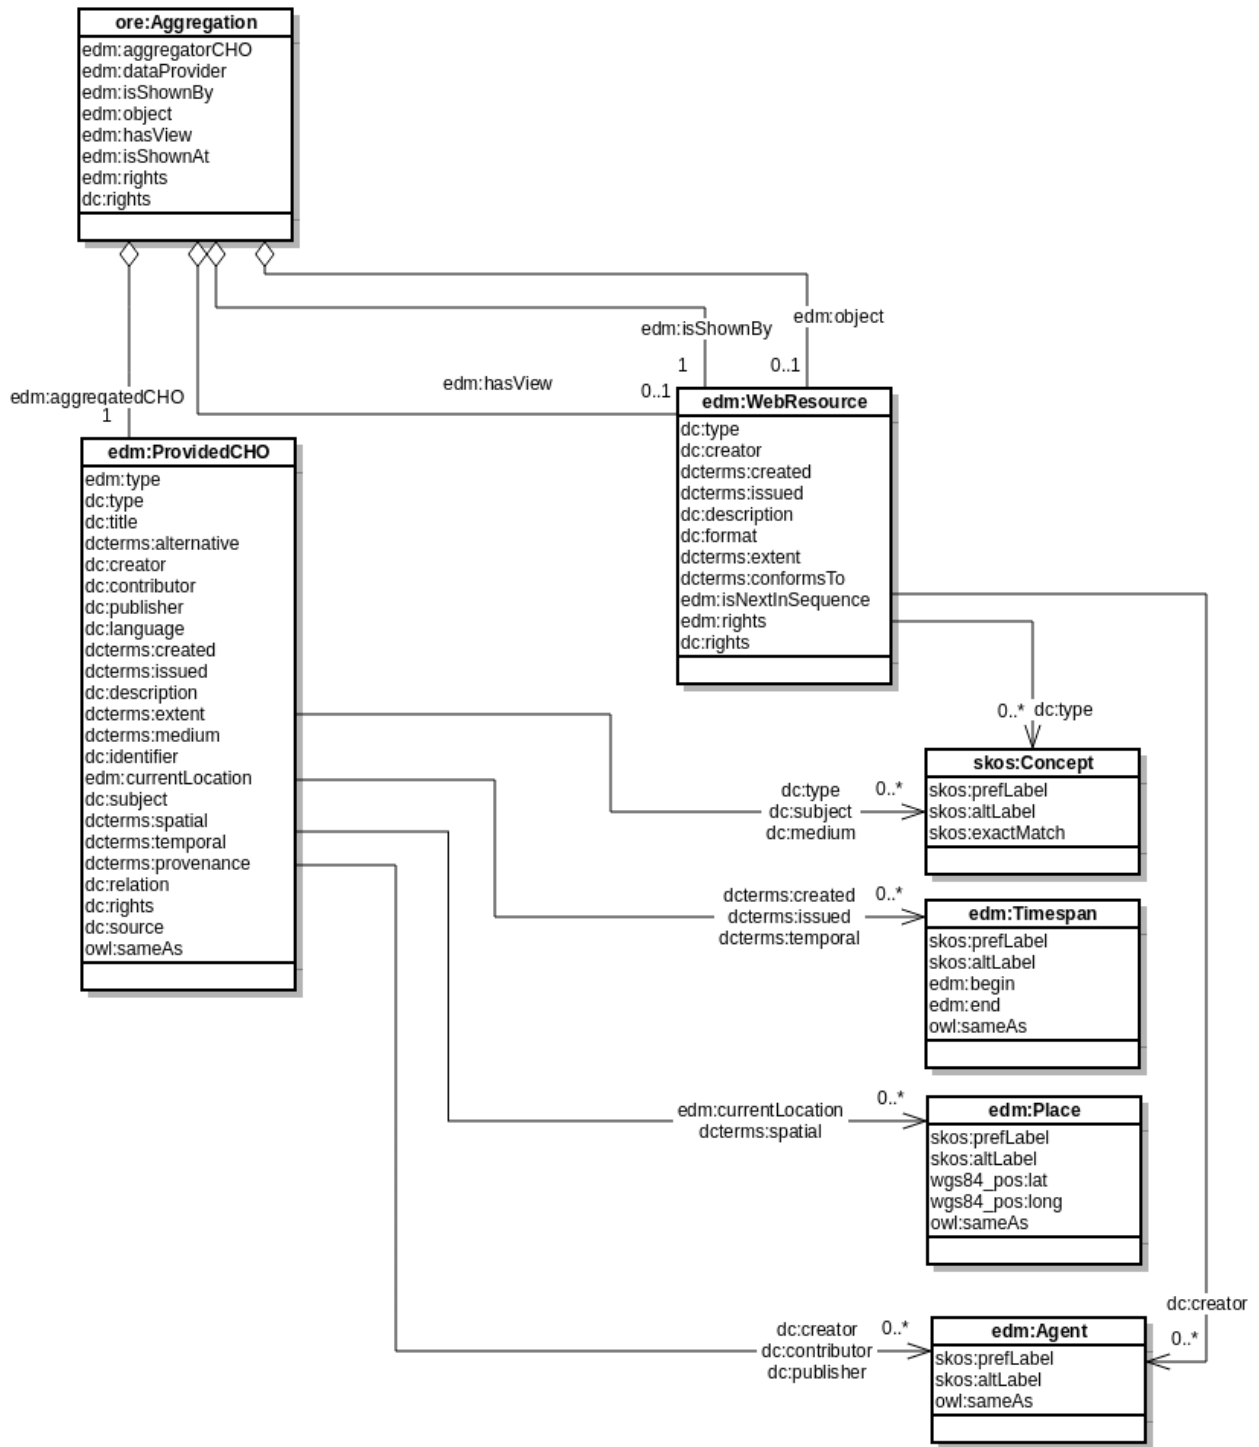 ore:Aggregation
edm:aggregatorCHO
edm:dataProvider
edm:isShownBy
edm:object
edm:hasView
edm:isShownAt
edm:rights
dc:rights
edm:aggregatedCHO
1
edm:hasView
0..1
edm:isShownBy
1
edm:object
0..1
edm:ProvidedCHO
edm:type
dc:type
dc:title
dcterms:alternative
dc:creator
dc:contributor
dc:publisher
dc:language
dcterms:created
dcterms:issued
dc:description
dcterms:extent
dcterms:medium
dc:identifier
edm:currentLocation
dc:subject
dcterms:spatial
dcterms:temporal
dcterms:provenance
dc:relation
dc:rights
dc:source
owl:sameAs
edm:WebResource
dc:type
dc:creator
dcterms:created
dcterms:issued
dc:description
dc:format
dcterms:extent
dcterms:conformsTo
edm:isNextInSequence
edm:rights
dc:rights
0..* dc:type
dc:type
dc:subject
dc:medium
0..*
skos:Concept
skos:prefLabel
skos:altLabel
skos:exactMatch
dcterms:created
dcterms:issued
dcterms:temporal
0..*
edm:Timespan
skos:prefLabel
skos:altLabel
edm:begin
edm:end
owl:sameAs
edm:currentLocation
dcterms:spatial
0..*
edm:Place
skos:prefLabel
skos:altLabel
wgs84_pos:lat
wgs84_pos:long
owl:sameAs
dc:creator
dc:contributor
dc:publisher
0..*
edm:Agent
skos:prefLabel
skos:altLabel
owl:sameAs
dc:creator
0..*